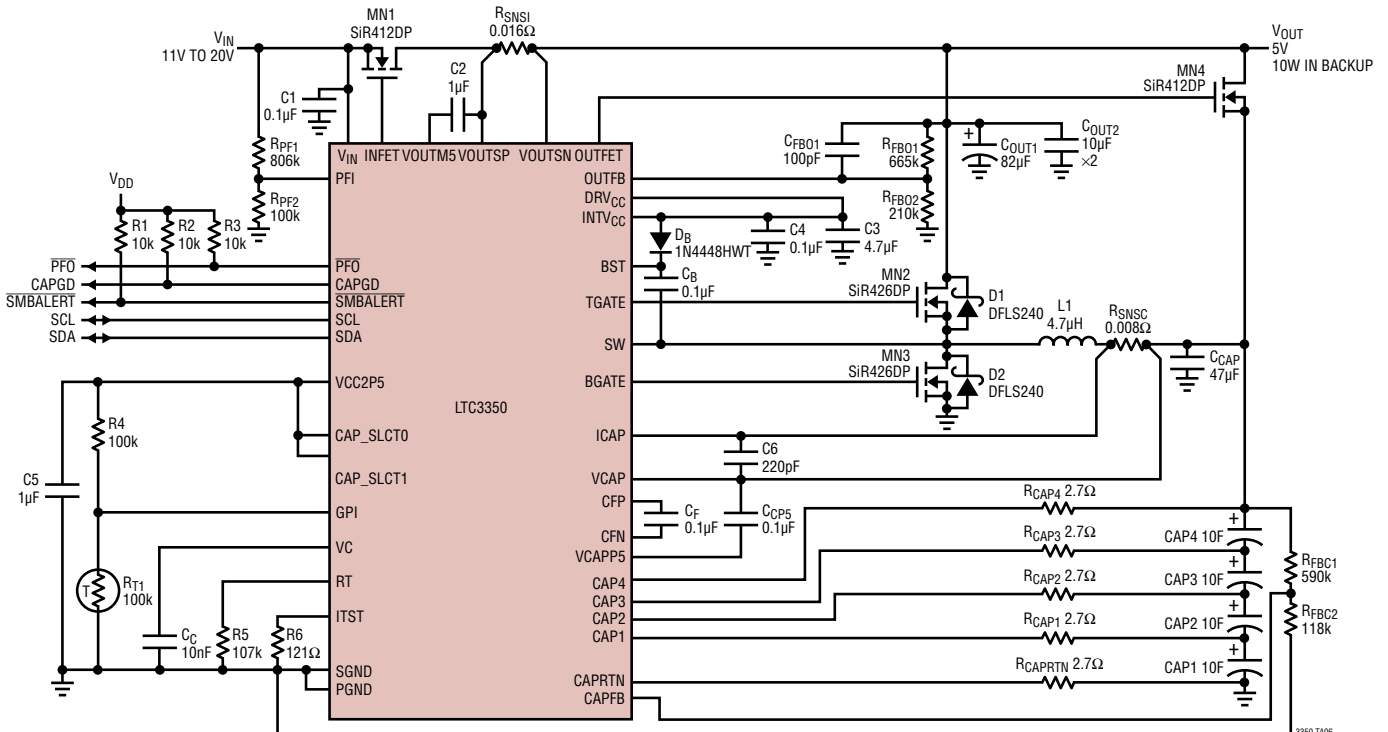 VIN
11V TO 20V
MN1
SiR412DP
RSNSI
0.016Ω
VOUT
5V
10W IN BACKUP
MN4
SiR412DP
C1
0.1µF
C2
1µF
RPF1
806k
RPF2
100k
VDD
R1
10k
R2
10k
R3
10k
PFO
CAPGD
SMBALERT
SCL
SDA
VIN INFET VOUTM5 VOUTSP VOUTSN OUTFET
PFI
PFO
CAPGD
SMBALERT
SCL
SDA
VCC2P5
CAP_SLCT0
CAP_SLCT1
GPI
VC
RT
ITST
SGND
PGND
LTC3350
OUTFB
DRVCC
INTVCC
BST
TGATE
SW
BGATE
ICAP
VCAP
CFP
CFN
VCAPP5
CAP4
CAP3
CAP2
CAP1
CAPRTN
CAPFB
CFBO1
100pF
RFBO1
665k
RFBO2
210k
+
COUT1
82µF
COUT2
10µF
×2
C4
0.1µF
C3
4.7µF
DB
1N4448HWT
CB
0.1µF
MN2
SiR426DP
D1
DFLS240
L1
4.7µH
RSNSC
0.008Ω
CCAP
47µF
MN3
SiR426DP
D2
DFLS240
C6
220pF
CF
0.1µF
CCP5
0.1µF
RCAP4 2.7Ω
RCAP3 2.7Ω
RCAP2 2.7Ω
RCAP1 2.7Ω
RCAPRTN 2.7Ω
+
CAP4 10F
+
CAP3 10F
+
CAP2 10F
+
CAP1 10F
RFBC1
590k
RFBC2
118k
R4
100k
C5
1µF
T
RT1
100k
CC
10nF
R5
107k
R6
121Ω
3350 TA06